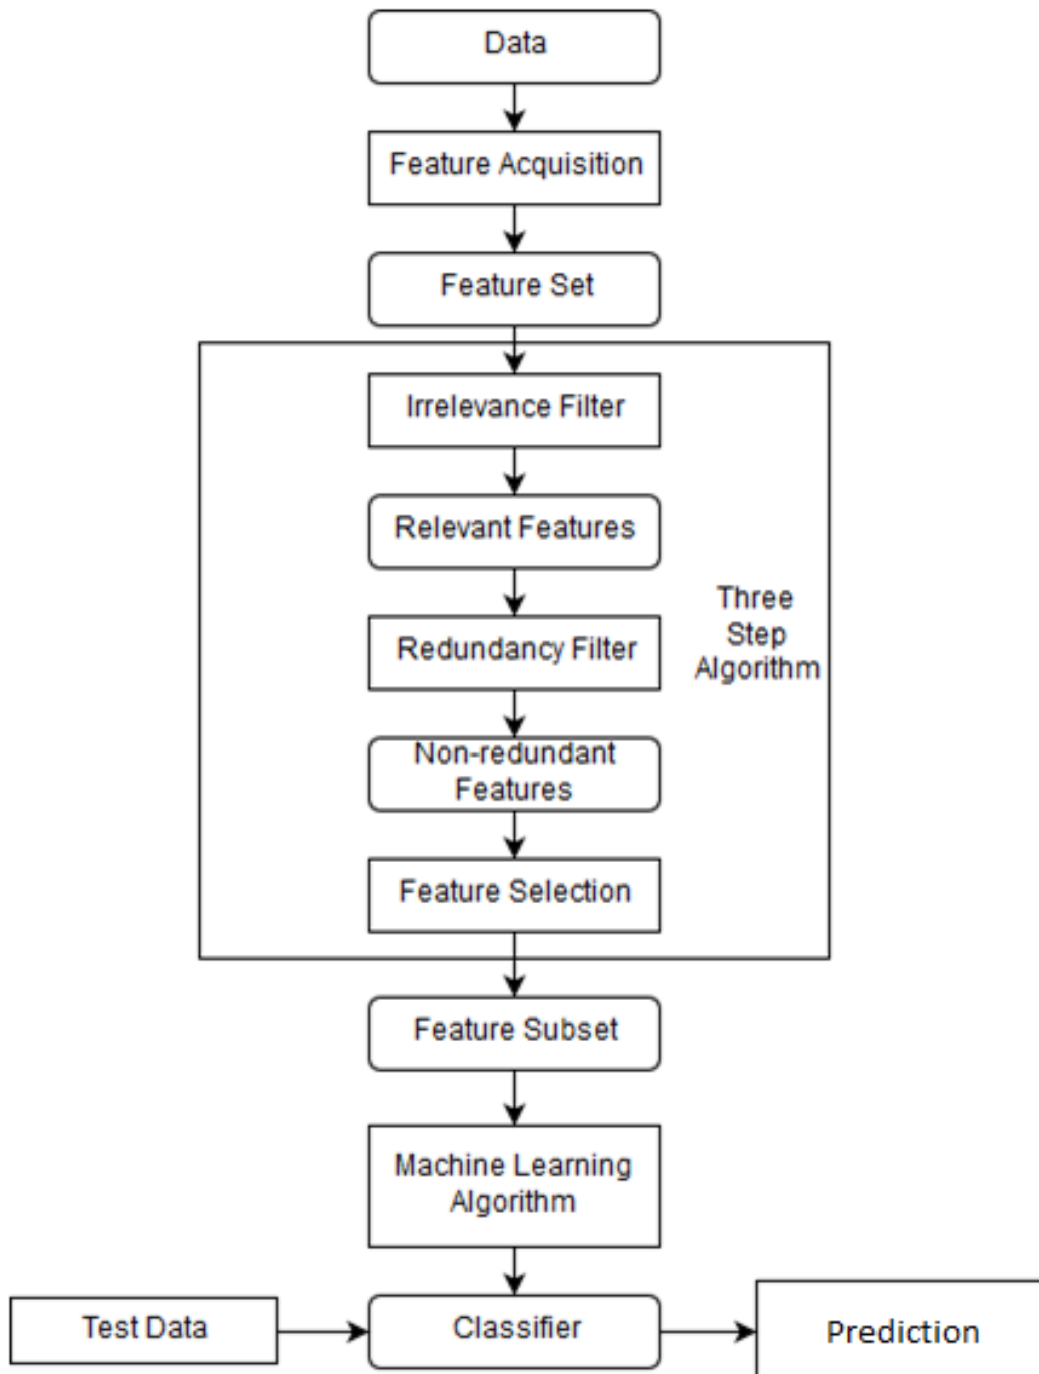 Data
Feature Acquisition
Feature Set
Irrelevance Filter
Relevant Features
Three
Step
Algorithm
Redundancy Filter
Non-redundant
Features
Feature Selection
Feature Subset
Machine Learning
Algorithm
Test Data
Classifier
Prediction